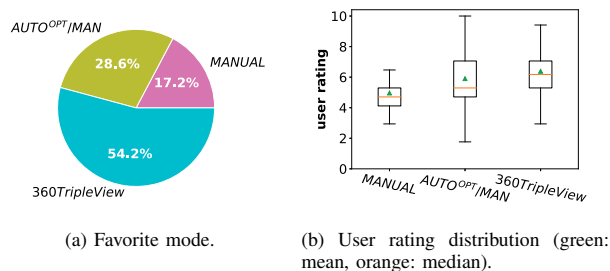 AUTO^OPT/MAN
MANUAL
28.6%
17.2%
54.2%
360TripleView
(a) Favorite mode.
user rating
10
8
6
4
2
0
MANUAL
AUTO^OPT/MAN
360TripleView
(b) User rating distribution (green:
mean, orange: median).